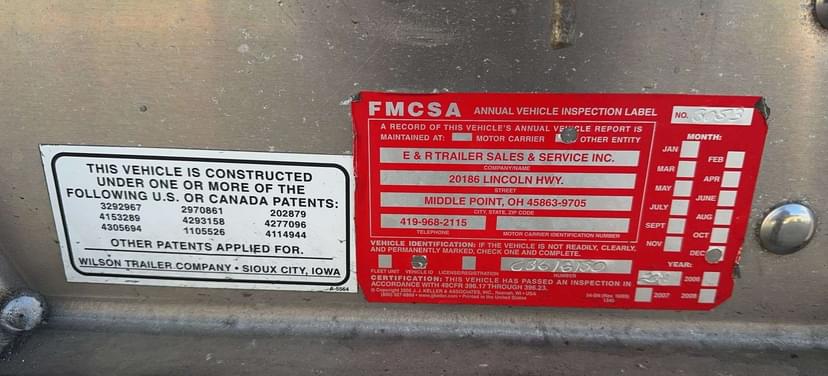 THIS VEHICLE IS CONSTRUCTED
UNDER ONE OR MORE OF THE
FOLLOWING U.S. OR CANADA PATENTS:
3292967 2970861 202879
4153289 4293158 4277096
4305694 1105526 4114944
OTHER PATENTS APPLIED FOR.
WILSON TRAILER COMPANY • SIOUX CITY, IOWA
A-5564
FMCSA ANNUAL VEHICLE INSPECTION LABEL NO.
A RECORD OF THIS VEHICLE'S ANNUAL VEHICLE REPORT IS
MAINTAINED AT: MOTOR CARRIER OTHER ENTITY
E & R TRAILER SALES & SERVICE INC.
COMPANY/NAME
20186 LINCOLN HWY.
STREET
MIDDLE POINT, OH 45863-9705
CITY, STATE, ZIP CODE
419-968-2115
TELEPHONE MOTOR CARRIER IDENTIFICATION NUMBER
VEHICLE IDENTIFICATION: IF THE VEHICLE IS NOT READILY, CLEARLY,
AND PERMANENTLY MARKED, CHECK ONE AND COMPLETE.
FLEET UNIT VEHICLE ID LICENSE/REGISTRATION NUMBER
CERTIFICATION: THIS VEHICLE HAS PASSED AN INSPECTION IN
ACCORDANCE WITH 49CFR 396.17 THROUGH 396.23.
MONTH:
JAN FEB
MAR APR
MAY JUNE
JULY AUG
SEPT OCT
NOV DEC
YEAR:
2006
2007 2008